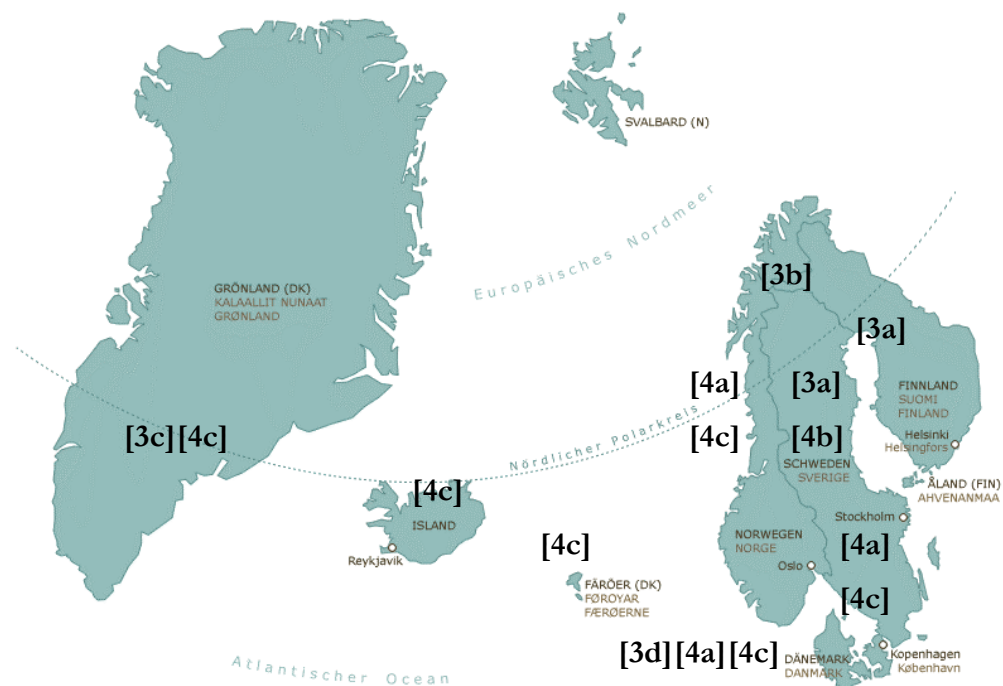 SVALBARD (N)
Europäisches Nordmeer
GRÖNLAND (DK)
KALAALLIT NUNAAT
GRØNLAND
[3b]
[3a]
[4a]
[3a]
FINNLAND
SUOMI
FINLAND
[3c] [4c]
Nördlicher Polarkreis
[4c]
[4b]
Helsinki
Helsingfors
SCHWEDEN
SVERIGE
ÅLAND (FIN)
AHVENANMAA
[4c]
ISLAND
Reykjavik
Stockholm
[4c]
NORWEGEN
NORGE
[4a]
Oslo
FÄRÖER (DK)
FØROYAR
FÆRØERNE
[4c]
[3d] [4a] [4c]
DÄNEMARK
DANMARK
Kopenhagen
København
Atlantischer Ocean